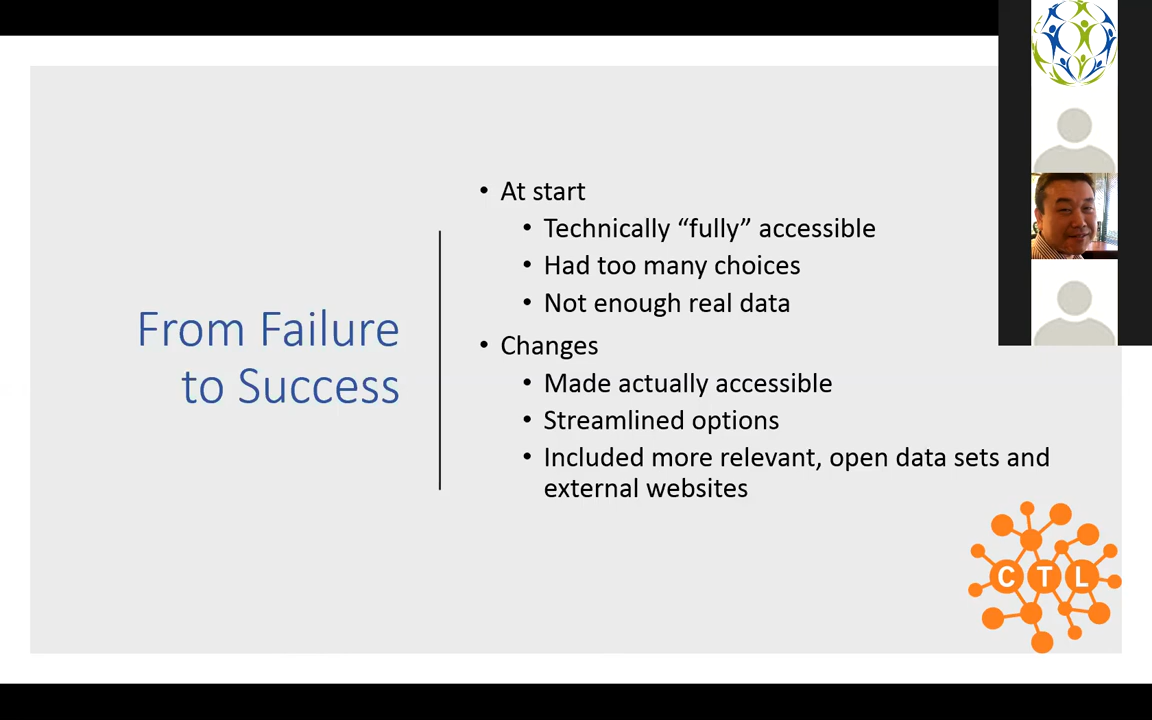 From Failure
to Success
• At start
• Technically “fully” accessible
• Had too many choices
• Not enough real data
• Changes
• Made actually accessible
• Streamlined options
• Included more relevant, open data sets and
external websites
CTL